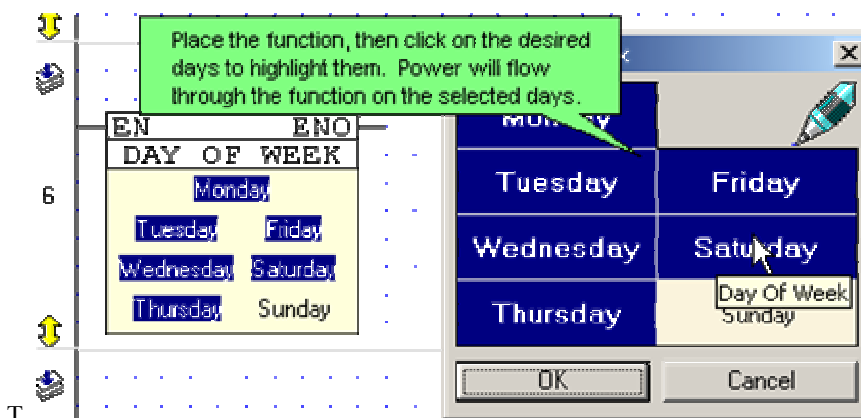 Place the function, then click on the desired
days to highlight them. Power will flow
through the function on the selected days.
EN ENO
DAY OF WEEK
Monday
Tuesday Friday
Wednesday Saturday
Thursday Sunday
6
Monday
Tuesday Friday
Wednesday Saturday
Day Of Week
Thursday Sunday
OK Cancel
T